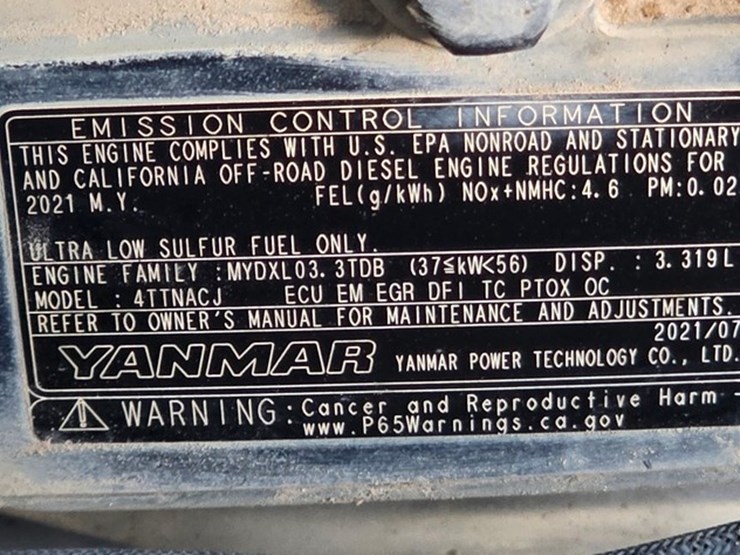 EMISSION CONTROL INFORMATION
THIS ENGINE COMPLIES WITH U.S. EPA NONROAD AND STATIONARY
AND CALIFORNIA OFF-ROAD DIESEL ENGINE REGULATIONS FOR
2021 M.Y. FEL(g/kWh) NOx+NMHC:4.6 PM:0.02
ULTRA LOW SULFUR FUEL ONLY.
ENGINE FAMILY :MYDXL03.3TDB (37≦kW<56) DISP. : 3.319L
MODEL : 4TTNACJ ECU EM EGR DFI TC PTOX OC
REFER TO OWNER'S MANUAL FOR MAINTENANCE AND ADJUSTMENTS.
2021/07
YANMAR YANMAR POWER TECHNOLOGY CO., LTD.
WARNING:Cancer and Reproductive Harm -
www.P65Warnings.ca.gov